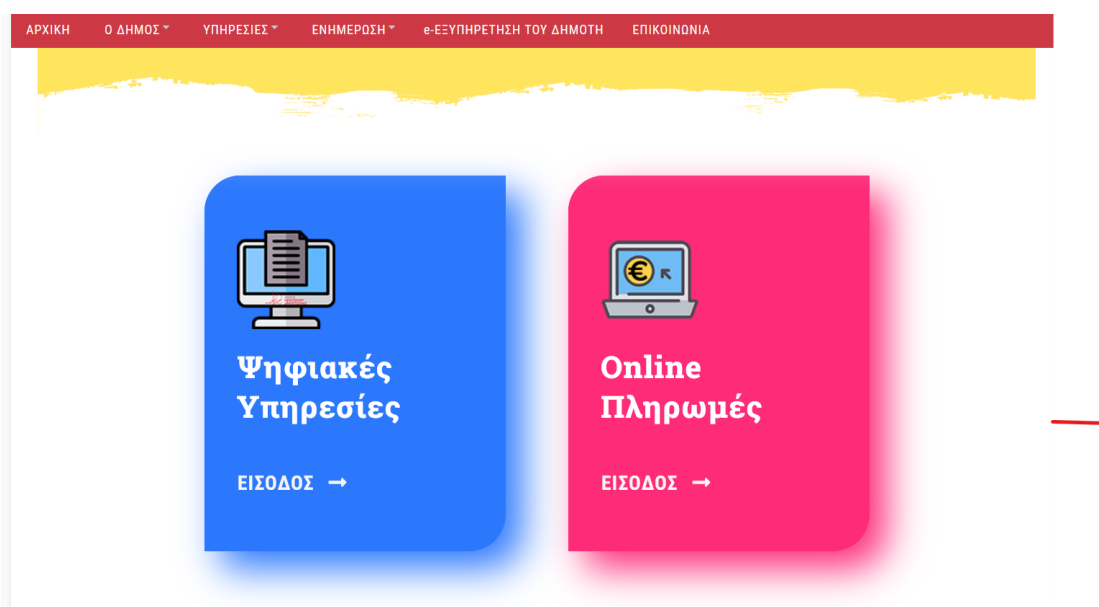 ΑΡΧΙΚΗ Ο ΔΗΜΟΣ ΥΠΗΡΕΣΙΕΣ ΕΝΗΜΕΡΩΣΗ e-ΕΞΥΠΗΡΕΤΗΣΗ ΤΟΥ ΔΗΜΟΤΗ ΕΠΙΚΟΙΝΩΝΙΑ
Ψηφιακές
Υπηρεσίες
ΕΙΣΟΔΟΣ →
Online
Πληρωμές
ΕΙΣΟΔΟΣ →